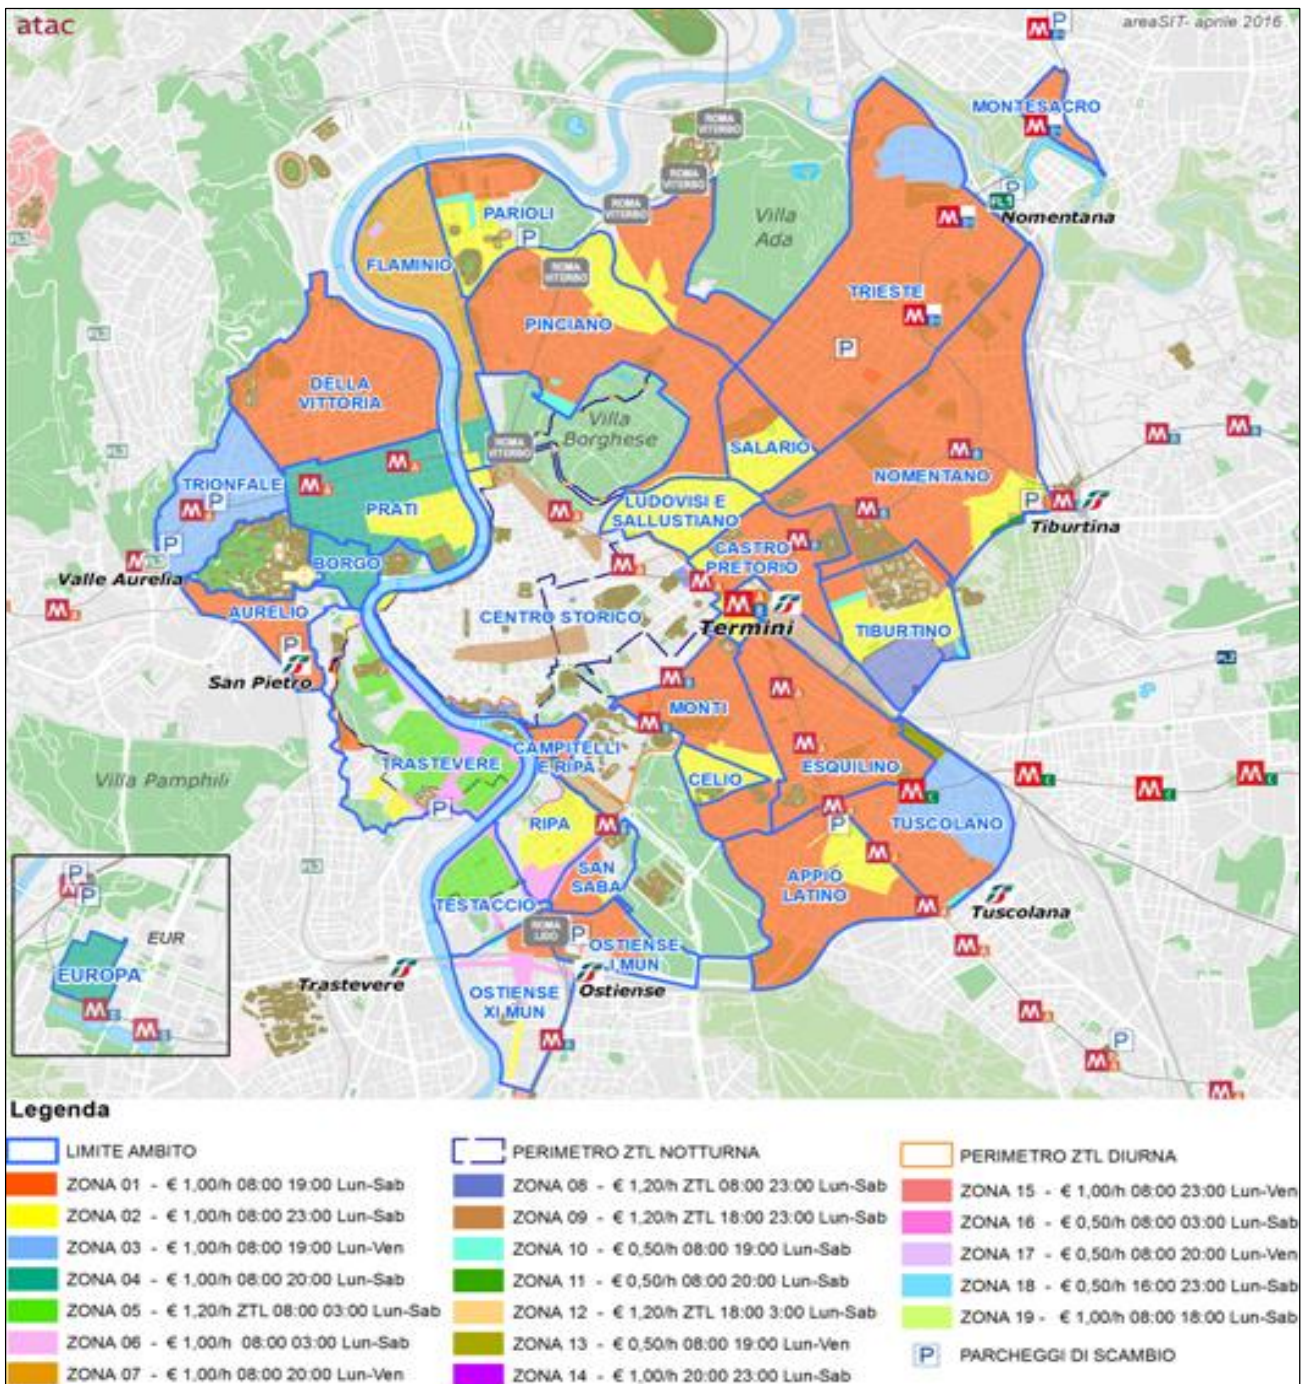 atac
areaSIT- aprile 2016
MONTESACRO
ROMA
VITERBO
ROMA
VITERBO
ROMA
VITERBO
PARIOLI
Villa
Ada
FL1
Nomentana
FLAMINIO
ROMA
VITERBO
TRIESTE
PINCIANO
DELLA
VITTORIA
Villa
Borghese
ROMA
VITERBO
SALARIO
NOMENTANO
TRIONFALE
PRATI
LUDOVISI E
SALLUSTIANO
Tiburtina
CASTRO
PRETORIO
BORGO
Valle Aurelia
AURELIO
CENTRO STORICO
Termini
TIBURTINO
San Pietro
MONTI
TRASTEVERE
CAMPITELLI
E RIPA
CELIO
ESQUILINO
Villa Pamphili
RIPA
TUSCOLANO
SAN
SABA
APPIO
LATINO
TESTACCIO
Tuscolana
ROMA
LIDO
OSTIENSE
I MUN
EUR
EUROPA
Trastevere
OSTIENSE
XI MUN
Ostiense
Legenda
LIMITE AMBITO
ZONA 01 - € 1,00/h 08:00 19:00 Lun-Sab
ZONA 02 - € 1,00/h 08:00 23:00 Lun-Sab
ZONA 03 - € 1,00/h 08:00 19:00 Lun-Ven
ZONA 04 - € 1,00/h 08:00 20:00 Lun-Sab
ZONA 05 - € 1,20/h ZTL 08:00 03:00 Lun-Sab
ZONA 06 - € 1,00/h 08:00 03:00 Lun-Sab
ZONA 07 - € 1,00/h 08:00 20:00 Lun-Ven
PERIMETRO ZTL NOTTURNA
ZONA 08 - € 1,20/h ZTL 08:00 23:00 Lun-Sab
ZONA 09 - € 1,20/h ZTL 18:00 23:00 Lun-Sab
ZONA 10 - € 0,50/h 08:00 19:00 Lun-Sab
ZONA 11 - € 0,50/h 08:00 20:00 Lun-Sab
ZONA 12 - € 1,20/h ZTL 18:00 3:00 Lun-Sab
ZONA 13 - € 0,50/h 08:00 19:00 Lun-Ven
ZONA 14 - € 1,00/h 20:00 23:00 Lun-Sab
PERIMETRO ZTL DIURNA
ZONA 15 - € 1,00/h 08:00 23:00 Lun-Ven
ZONA 16 - € 0,50/h 08:00 03:00 Lun-Sab
ZONA 17 - € 0,50/h 08:00 20:00 Lun-Ven
ZONA 18 - € 0,50/h 16:00 23:00 Lun-Sab
ZONA 19 - € 1,00/h 08:00 18:00 Lun-Sab
P PARCHEGGI DI SCAMBIO